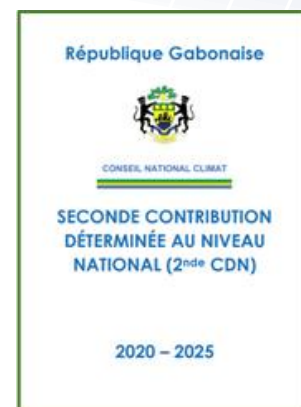 République Gabonaise
CONSEIL NATIONAL CLIMAT
SECONDE CONTRIBUTION
DÉTERMINÉE AU NIVEAU
NATIONAL (2nde CDN)
2020 – 2025